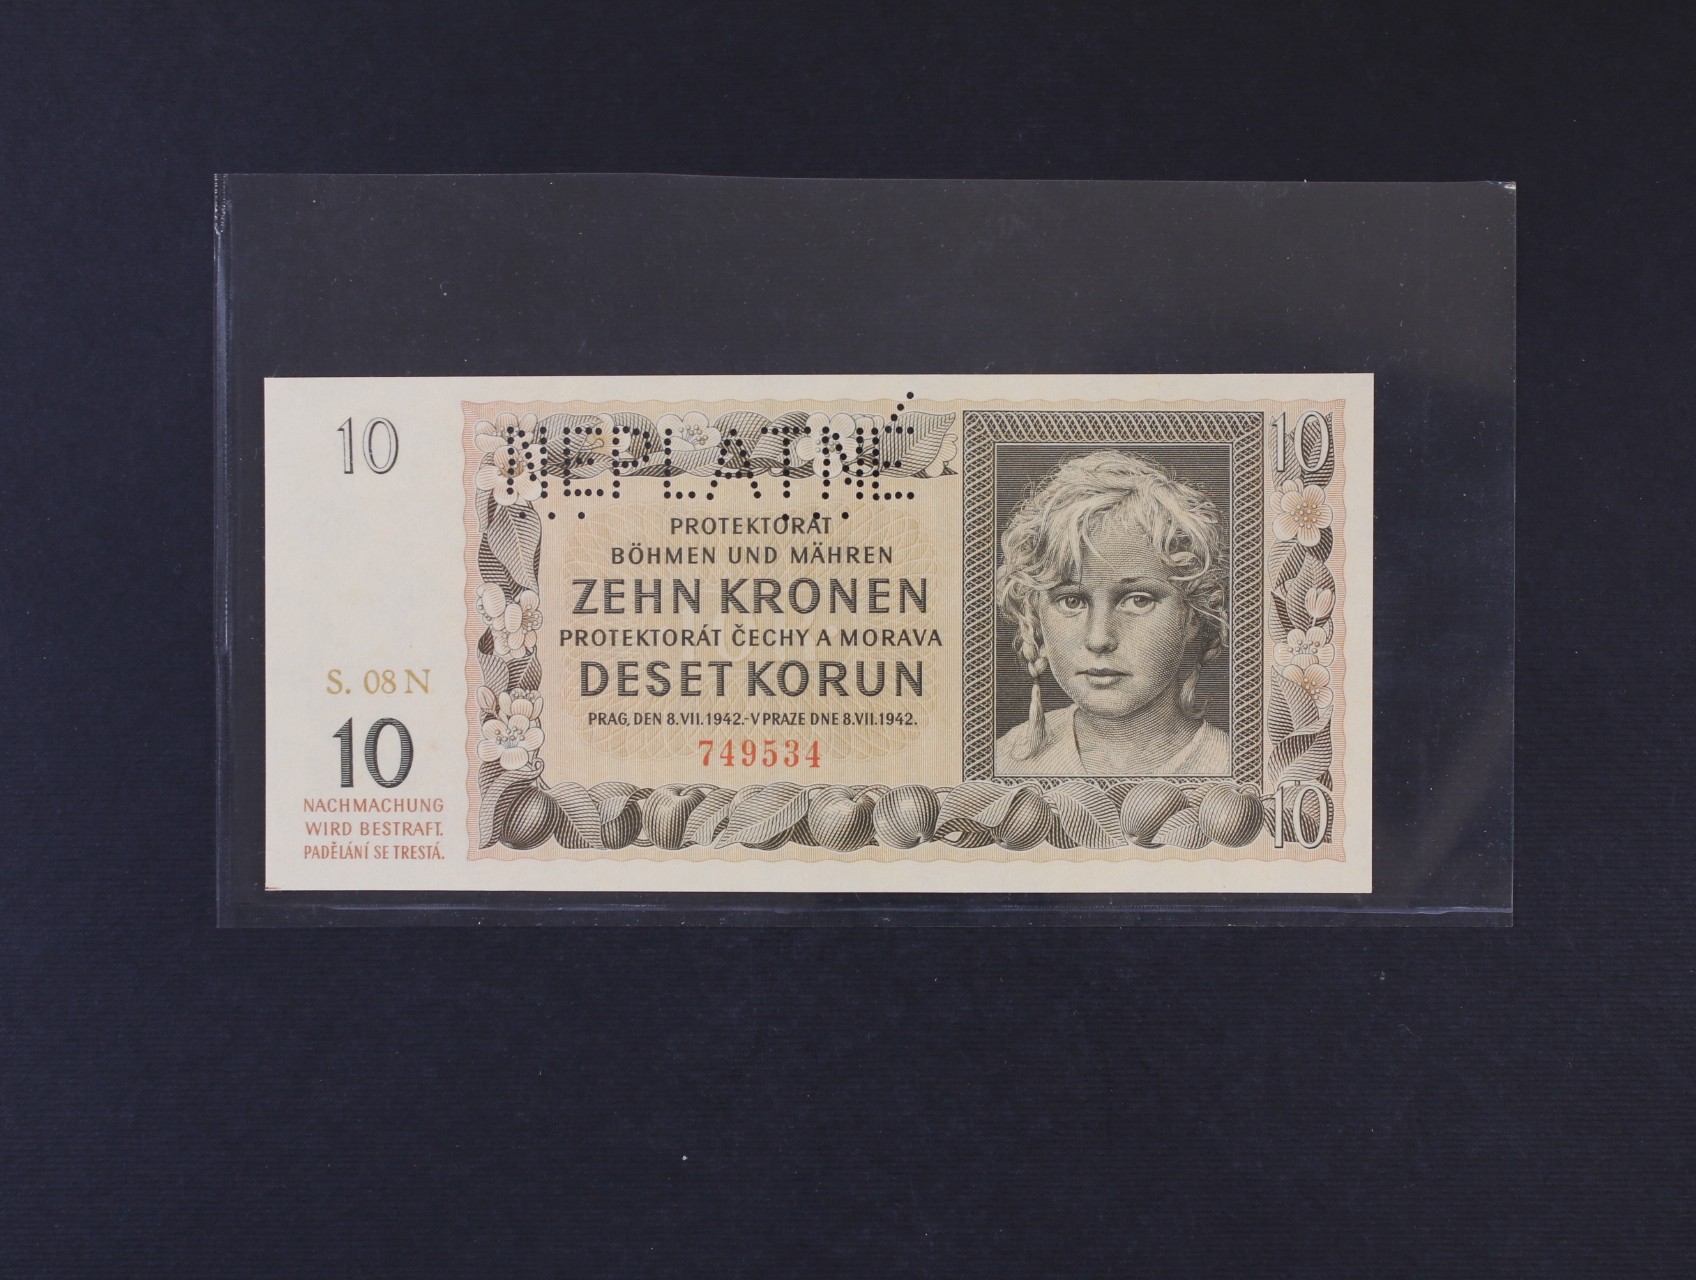 10
NEPLATNÉ
10
PROTEKTORAT
BÖHMEN UND MÄHREN
ZEHN KRONEN
PROTEKTORÁT ČECHY A MORAVA
DESET KORUN
PRAG, DEN 8.VII.1942.-V PRAZE DNE 8.VII.1942.
749534
S. 08 N
10
NACHMACHUNG
WIRD BESTRAFT.
PADĚLÁNÍ SE TRESTÁ.
10